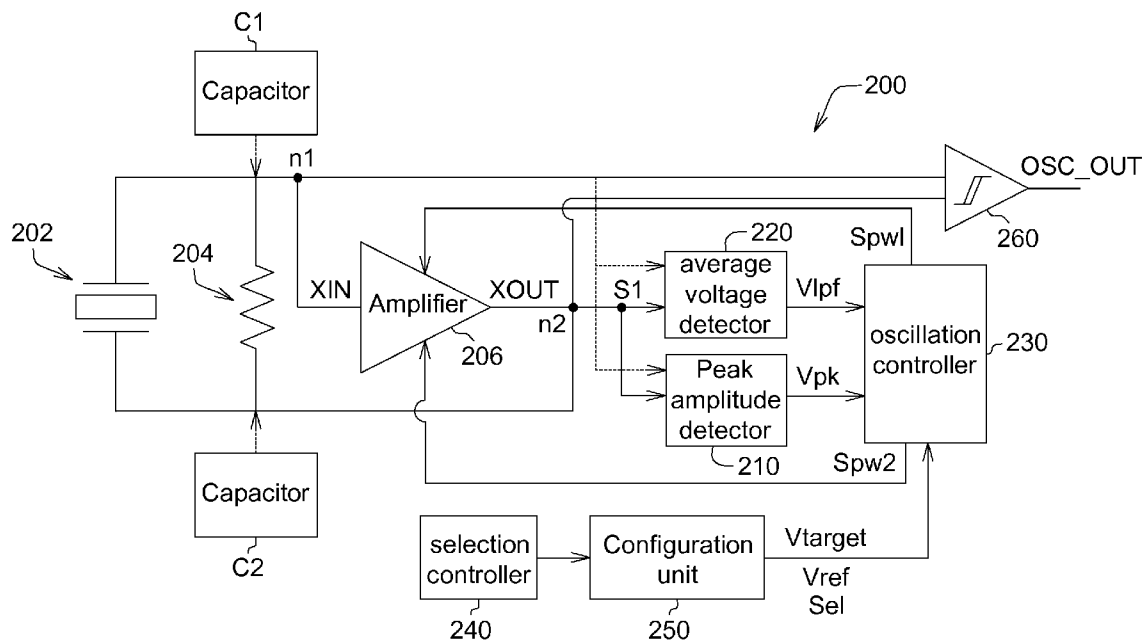 C1
Capacitor
200
n1
OSC_OUT
202
204
220
Spwl
260
XIN
Amplifier
XOUT
S1
average
voltage
detector
Vlpf
n2
206
oscillation
controller
230
Peak
amplitude
detector
Vpk
210
Spw2
Capacitor
C2
selection
controller
Configuration
unit
Vtarget
Vref
Sel
240
250